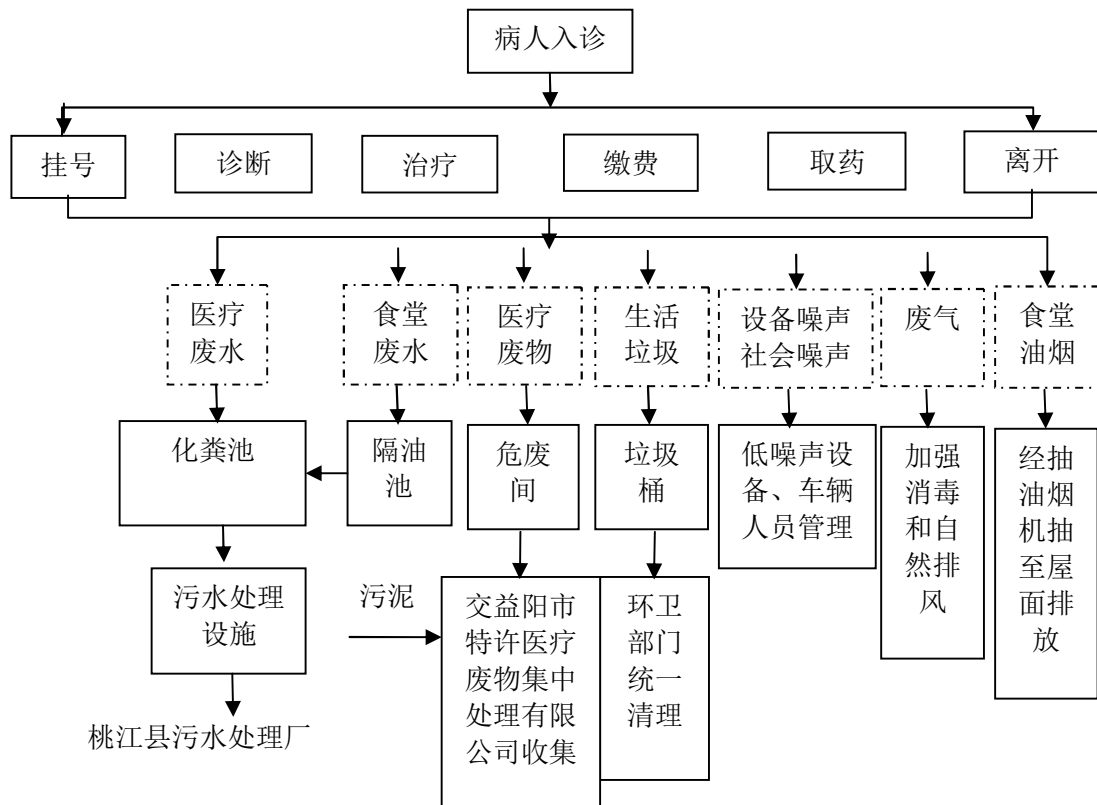 病人入诊
挂号
诊断
治疗
缴费
取药
离开
医疗
废水
食堂
废水
医疗
废物
生活
垃圾
设备噪声
社会噪声
废气
食堂
油烟
化粪池
隔油
池
危废
间
垃圾
桶
低噪声设
备、车辆
人员管理
加强
消毒
和自
然排
风
经抽
油烟
机抽
至屋
面排
放
污水处理
设施
污泥
交益阳市
特许医疗
废物集中
处理有限
公司收集
环卫
部门
统一
清理
桃江县污水处理厂